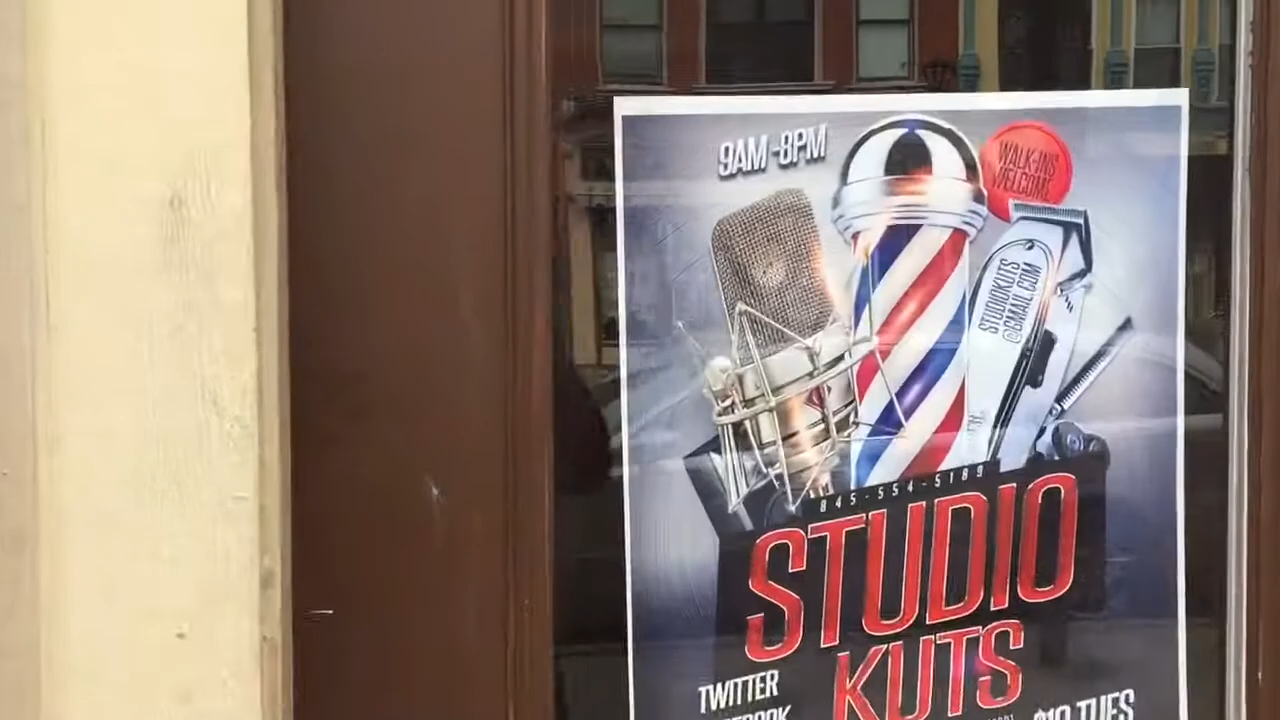 9AM-8PM
WALK-INS
WELCOME
STUDIOKUTS
@GMAIL.COM
845-554-5189
STUDIO
KUTS
TWITTER
$10 TUES